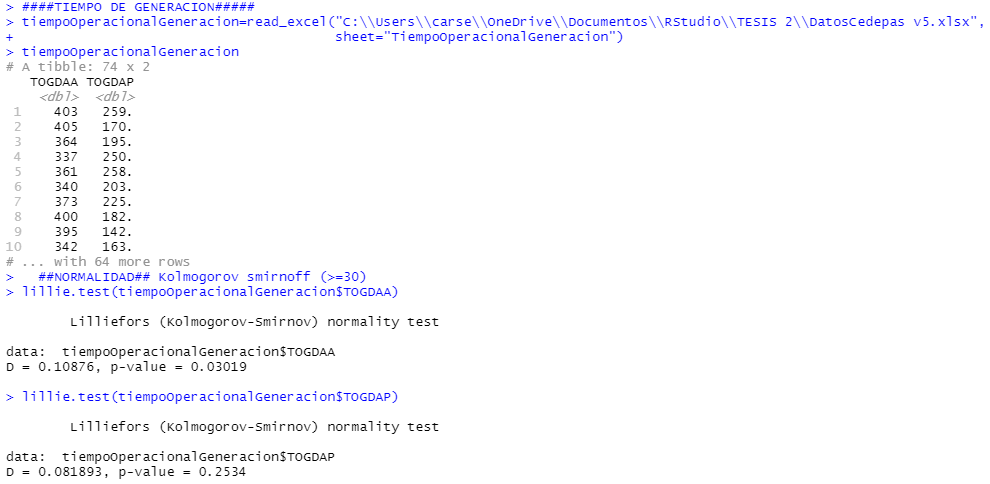 > ####TIEMPO DE GENERACION#####
> tiempoOperacionalGeneracion=read_excel("C:\\Users\\carse\\OneDrive\\Documentos\\RStudio\\TESIS 2\\DatosCedepas v5.xlsx",
+                                        sheet="TiempoOperacionalGeneracion")
> tiempoOperacionalGeneracion
# A tibble: 74 x 2
   TOGDAA TOGDAP
    <dbl>  <dbl>
 1    403   259.
 2    405   170.
 3    364   195.
 4    337   250.
 5    361   258.
 6    340   203.
 7    373   225.
 8    400   182.
 9    395   142.
10    342   163.
# ... with 64 more rows
>   ##NORMALIDAD## Kolmogorov smirnoff (>=30)
> lillie.test(tiempoOperacionalGeneracion$TOGDAA)
        Lilliefors (Kolmogorov-Smirnov) normality test
data:  tiempoOperacionalGeneracion$TOGDAA
D = 0.10876, p-value = 0.03019
> lillie.test(tiempoOperacionalGeneracion$TOGDAP)
        Lilliefors (Kolmogorov-Smirnov) normality test
data:  tiempoOperacionalGeneracion$TOGDAP
D = 0.081893, p-value = 0.2534